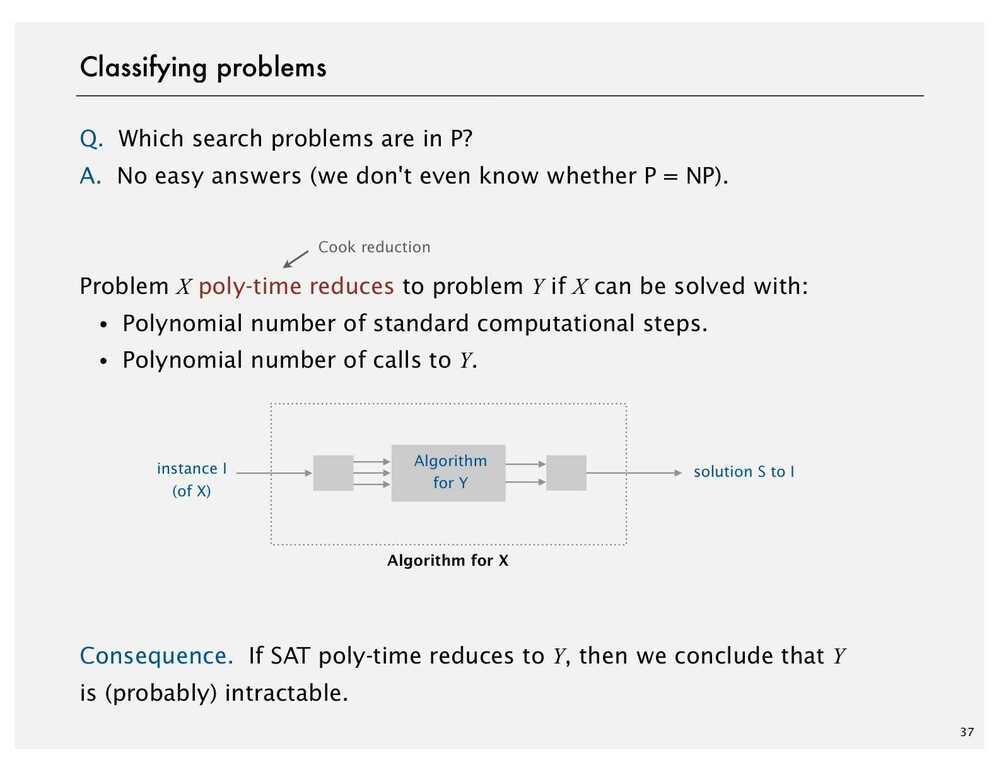 Classifying problems
Q. Which search problems are in P?
A. No easy answers (we don't even know whether P = NP).
Cook reduction
Problem X poly-time reduces to problem Y if X can be solved with:
• Polynomial number of standard computational steps.
• Polynomial number of calls to Y.
instance I
(of X)
Algorithm
for Y
solution S to I
Algorithm for X
Consequence. If SAT poly-time reduces to Y, then we conclude that Y
is (probably) intractable.
37